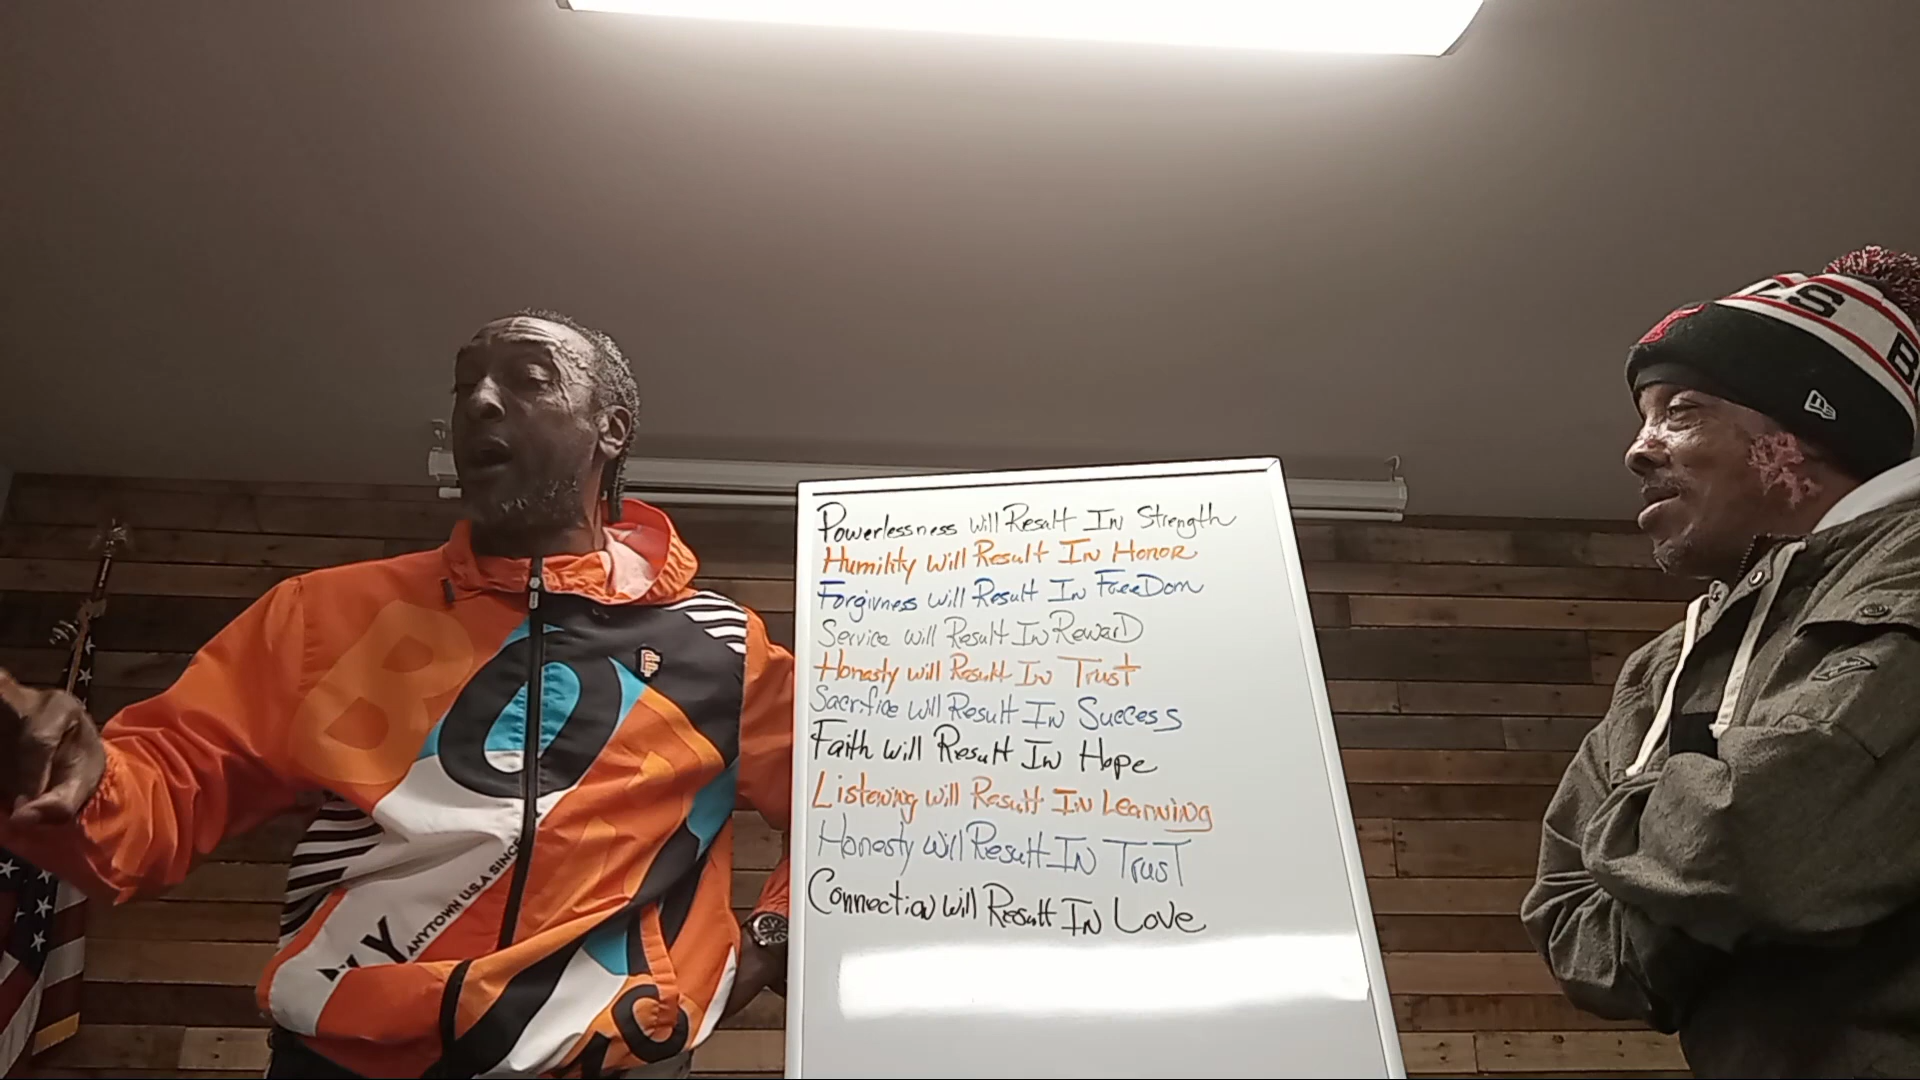 Powerlessness Will Result In Strength
Humility Will Result In Honor
Forgivness Will Result In FreeDom
Service Will Result In RewarD
Honesty Will Result In Trust
Sacrifice Will Result In Success
Faith Will Result In Hope
Listening Will Result In Learning
Honesty Will Result In Trust
Connection Will Result In Love
ANYTOWN U.S.A SINCE